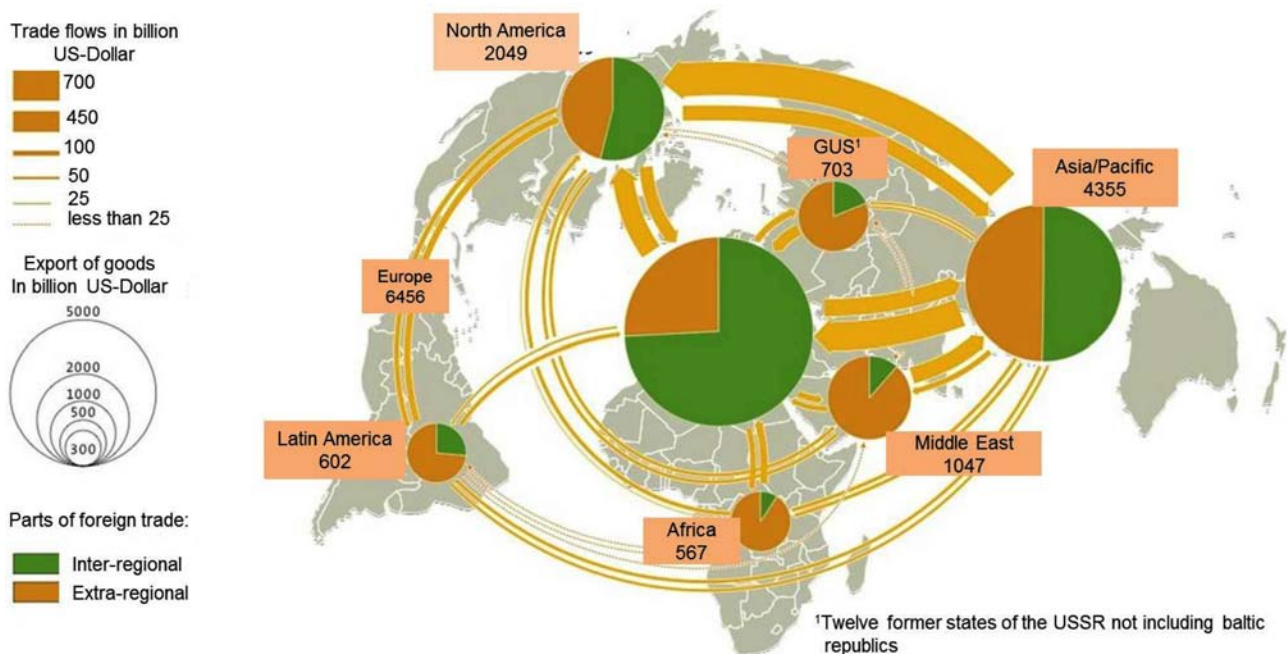 Trade flows in billion
US-Dollar
700
450
100
50
25
less than 25
Export of goods
In billion US-Dollar
5000
2000
1000
500
300
Parts of foreign trade:
Inter-regional
Extra-regional
North America
2049
GUS¹
703
Asia/Pacific
4355
Europe
6456
Latin America
602
Middle East
1047
Africa
567
¹Twelve former states of the USSR not including baltic
republics